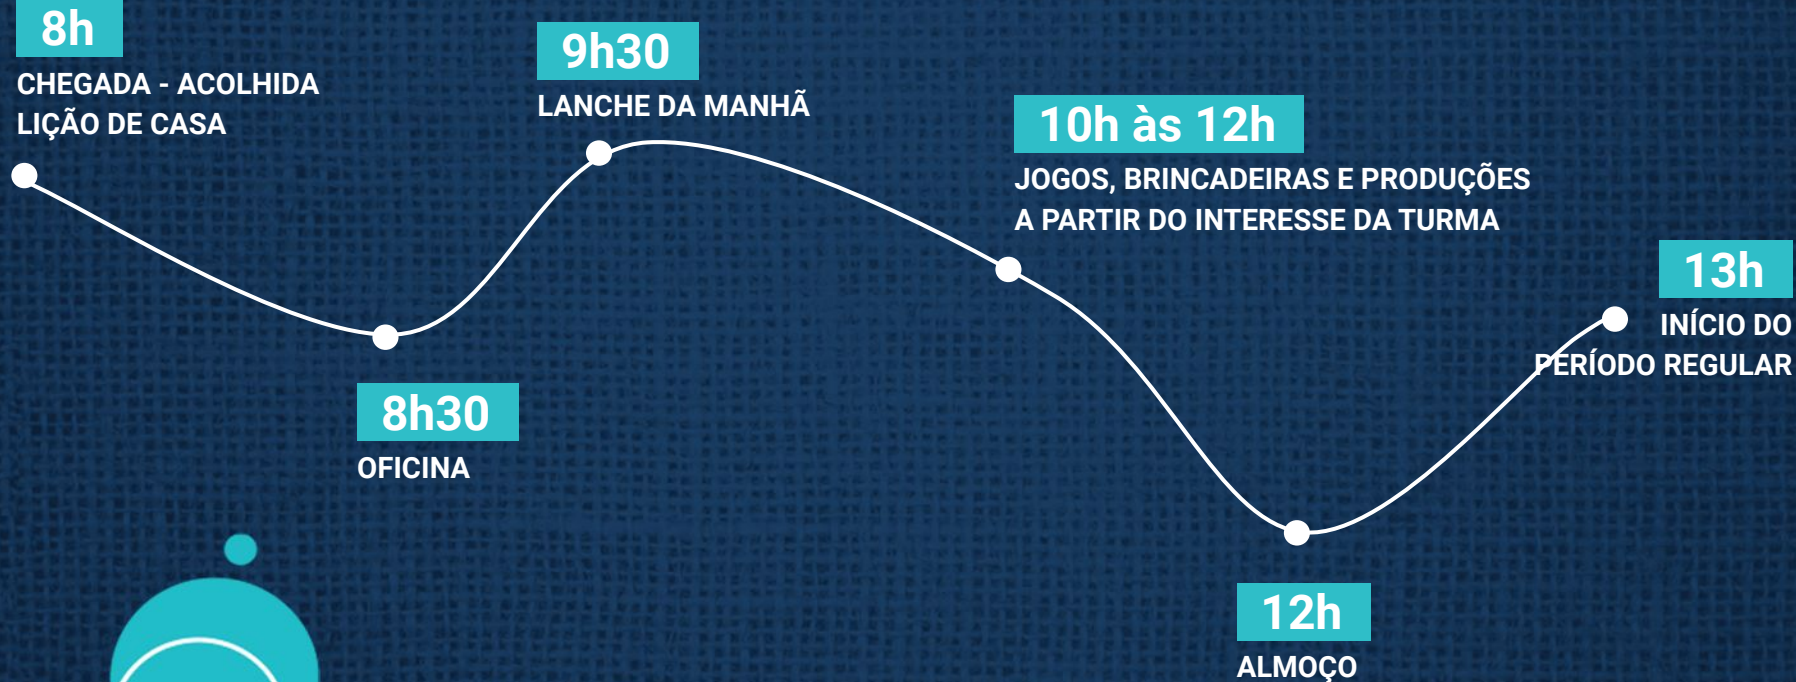 8h
CHEGADA - ACOLHIDA
LIÇÃO DE CASA
8h30
OFICINA
9h30
LANCHE DA MANHÃ
10h às 12h
JOGOS, BRINCADEIRAS E PRODUÇÕES
A PARTIR DO INTERESSE DA TURMA
12h
ALMOÇO
13h
INÍCIO DO
PERÍODO REGULAR